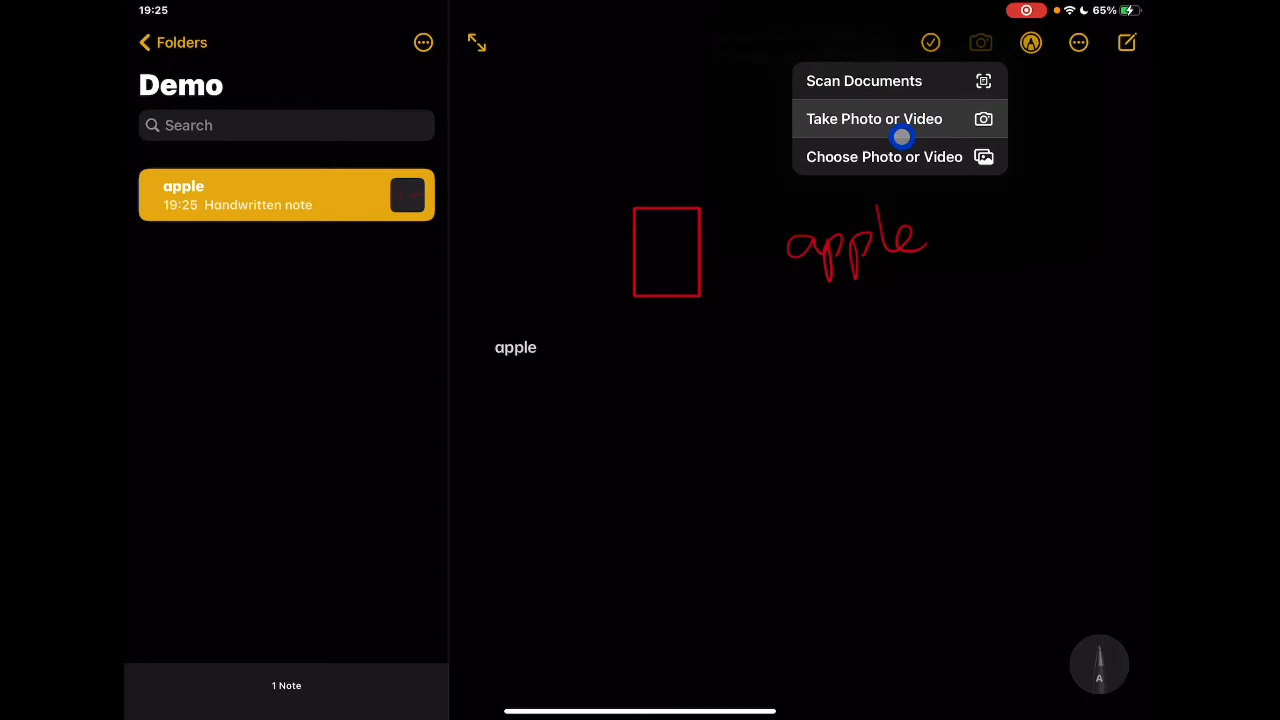 19:25
65%
Folders
Demo
Search
apple
19:25 Handwritten note
1 Note
Scan Documents
Take Photo or Video
Choose Photo or Video
apple
apple
A